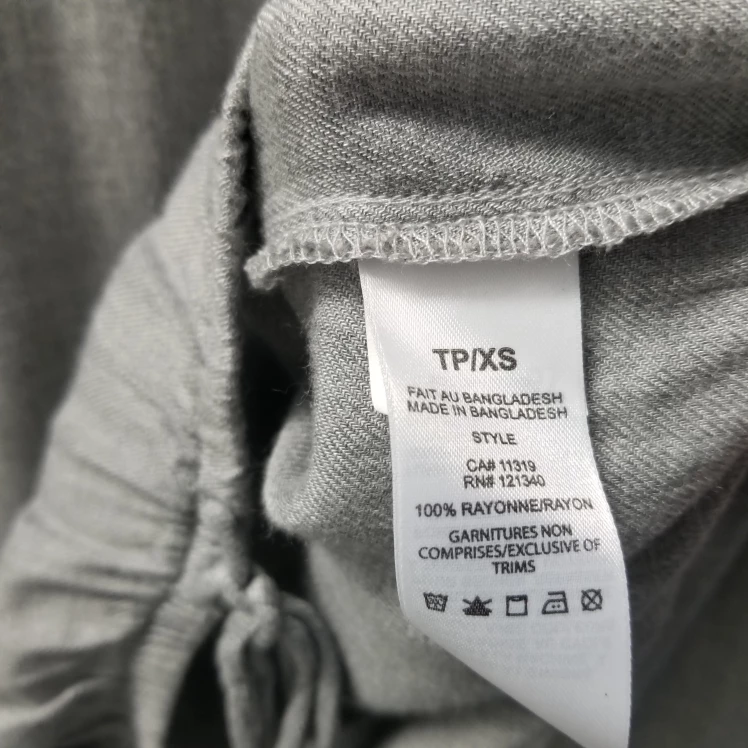 TP/XS
FAIT AU BANGLADESH
MADE IN BANGLADESH
STYLE
CA# 11319
RN# 121340
100% RAYONNE/RAYON
GARNITURES NON
COMPRISES/EXCLUSIVE OF
TRIMS